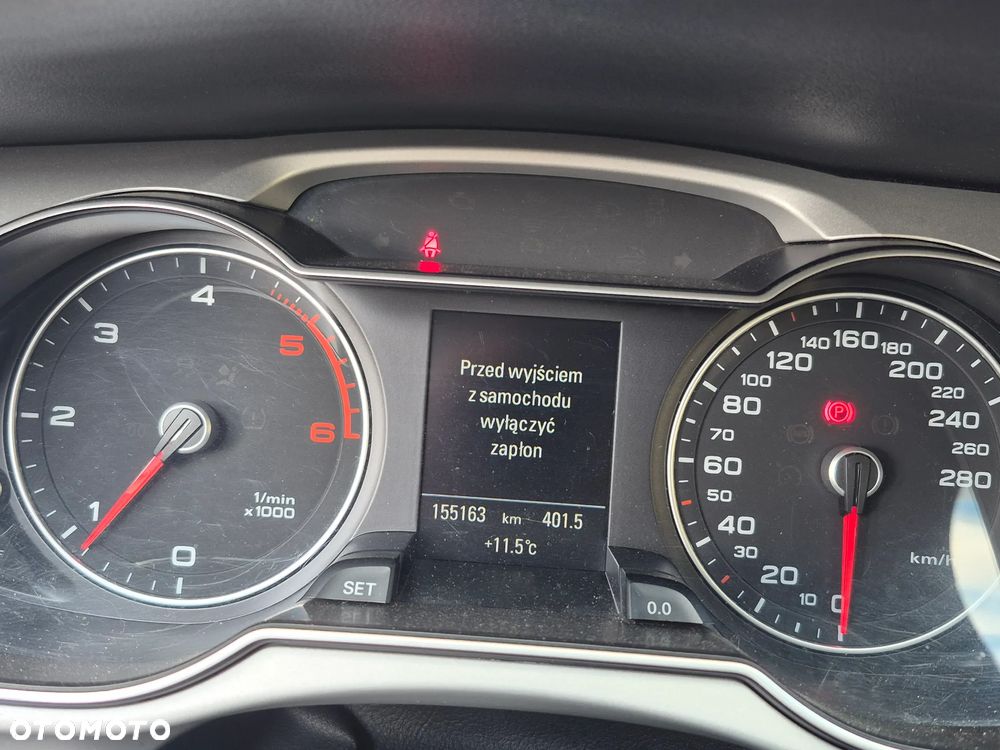 4
3
5
2
6
1
1/min
x1000
0
SET
Przed wyjściem
z samochodu
wyłączyć
zapłon
155163 km 401.5
+11.5°c
0.0
140 160 180
120 200
100 220
80 P 240
70 260
60 280
50
40
30 km/h
20
10 0
OTOMOTO